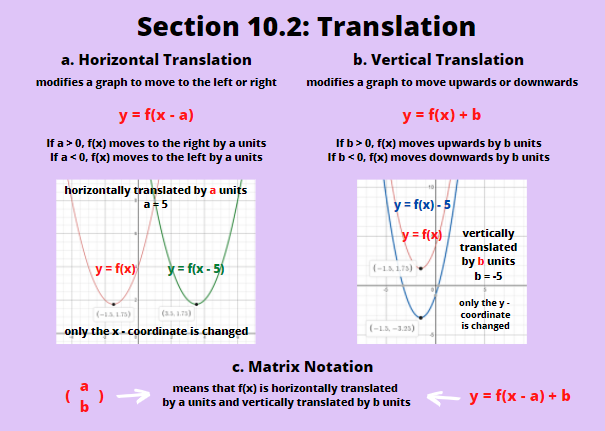 Section 10.2: Translation
a. Horizontal Translation
modifies a graph to move to the left or right
y = f(x - a)
If a > 0, f(x) moves to the right by a units
If a < 0, f(x) moves to the left by a units
horizontally translated by a units
a = 5
y = f(x)
y = f(x - 5)
(-1.5, 1.75)
(3.5, 1.75)
only the x - coordinate is changed
b. Vertical Translation
modifies a graph to move upwards or downwards
y = f(x) + b
If b > 0, f(x) moves upwards by b units
If b < 0, f(x) moves downwards by b units
10
y = f(x) - 5
y = f(x)
vertically
translated
by b units
b = -5
(-1.5, 1.75)
(-1.5, -3.25)
only the y -
coordinate
is changed
c. Matrix Notation
( a
b )
means that f(x) is horizontally translated
by a units and vertically translated by b units
y = f(x - a) + b